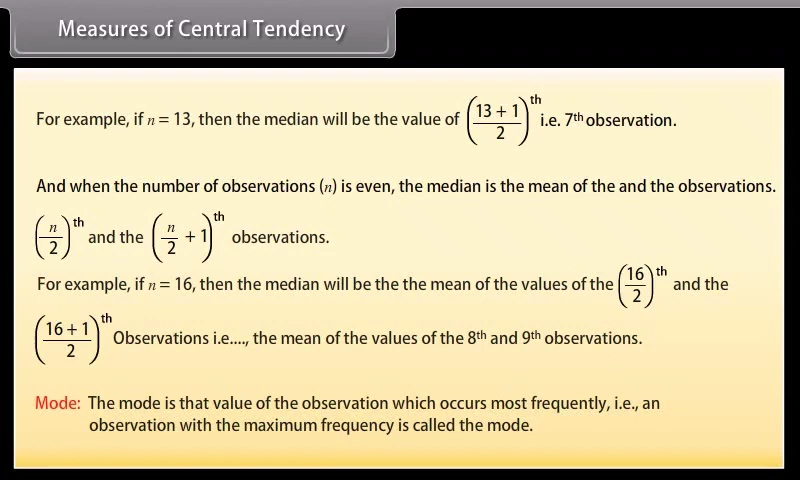 Measures of Central Tendency
For example, if n = 13, then the median will be the value of ((13 + 1)/2)th i.e. 7th observation.
And when the number of observations (n) is even, the median is the mean of the and the observations.
(n/2)th and the (n/2 + 1)th observations.
For example, if n = 16, then the median will be the the mean of the values of the (16/2)th and the
((16 + 1)/2)th Observations i.e...., the mean of the values of the 8th and 9th observations.
Mode: The mode is that value of the observation which occurs most frequently, i.e., an
observation with the maximum frequency is called the mode.